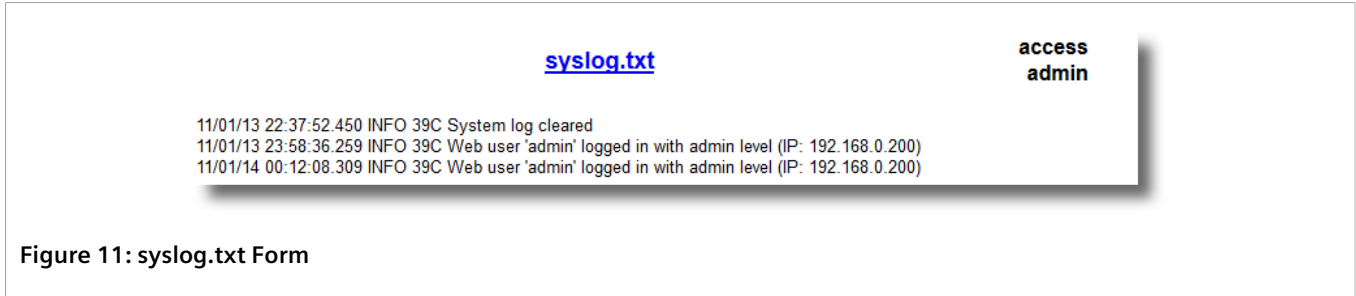 syslog.txt
access
admin
11/01/13 22:37:52.450 INFO 39C System log cleared
11/01/13 23:58:36.259 INFO 39C Web user 'admin' logged in with admin level (IP: 192.168.0.200)
11/01/14 00:12:08.309 INFO 39C Web user 'admin' logged in with admin level (IP: 192.168.0.200)
Figure 11: syslog.txt Form